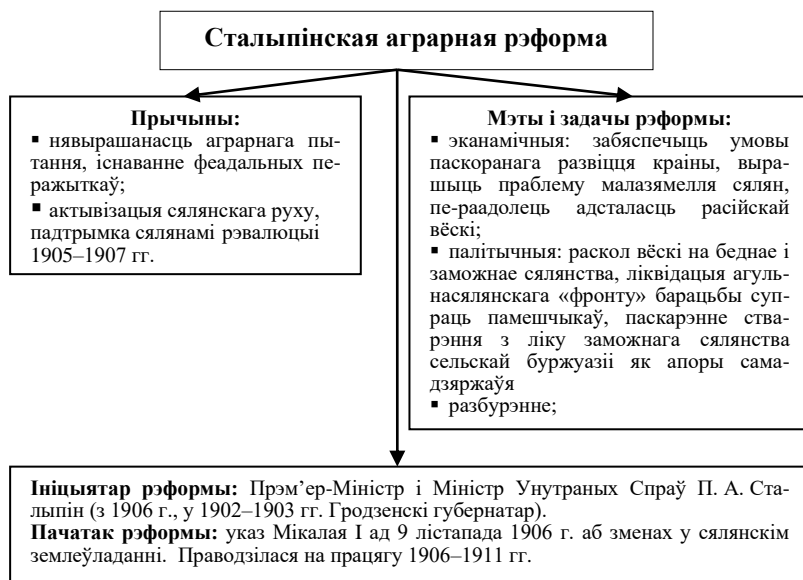 Сталыпінская аграрная рэформа
Прычыны:
▪ нявырашанасць аграрнага пы-
тання, існаванне феадальных пе-
ражыткаў;
▪ актывізацыя сялянскага руху,
падтрымка сялянамі рэвалюцыі
1905–1907 гг.
Мэты і задачы рэформы:
▪ эканамічныя: забяспечыць умовы
паскоранага развіцця краіны, выра-
шыць праблему малазямелля сялян,
пе-раадолець адсталасць расійскай
вёскі;
▪ палітычныя: раскол вёскі на беднае і
заможнае сялянства, ліквідацыя агуль-
насялянскага «фронту» барацьбы суп-
раць памешчыкаў, паскарэнне ства-
рэння з ліку заможнага сялянства
сельскай буржуазіі як апоры сама-
дзяржаўя
▪ разбурэнне;
Ініцыятар рэформы: Прэм’ер-Міністр і Міністр Унутраных Спраў П. А. Ста-
лыпін (з 1906 г., у 1902–1903 гг. Гродзенскі губернатар).
Пачатак рэформы: указ Мікалая І ад 9 лістапада 1906 г. аб зменах у сялянскім
землеўладанні. Праводзілася на працягу 1906–1911 гг.